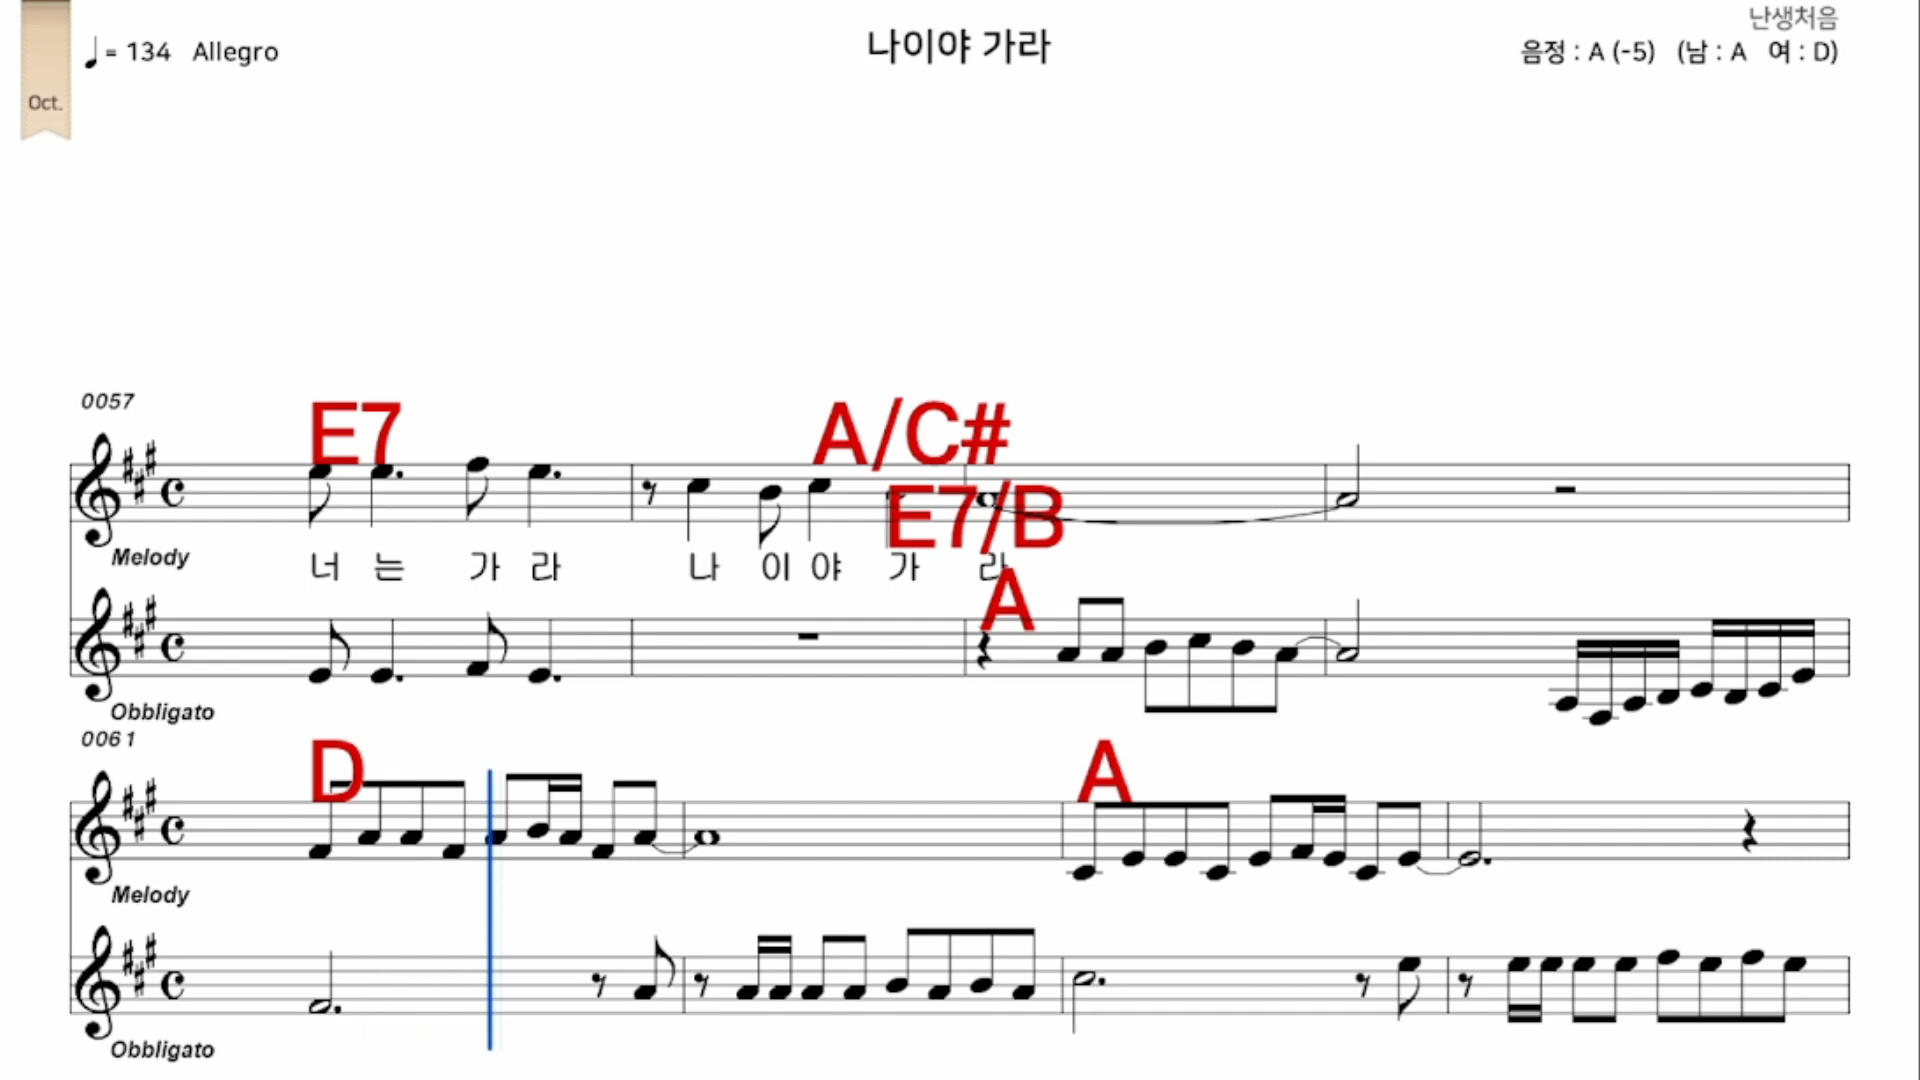 난생처음
♩ = 134 Allegro
나이야 가라
음정 : A (-5) (남 : A 여 : D)
Oct.
0057
E7 A/C#
E7/B
Melody
너 는 가 라 나 이 야 가 라
A
Obbligato
0061
D A
Melody
Obbligato